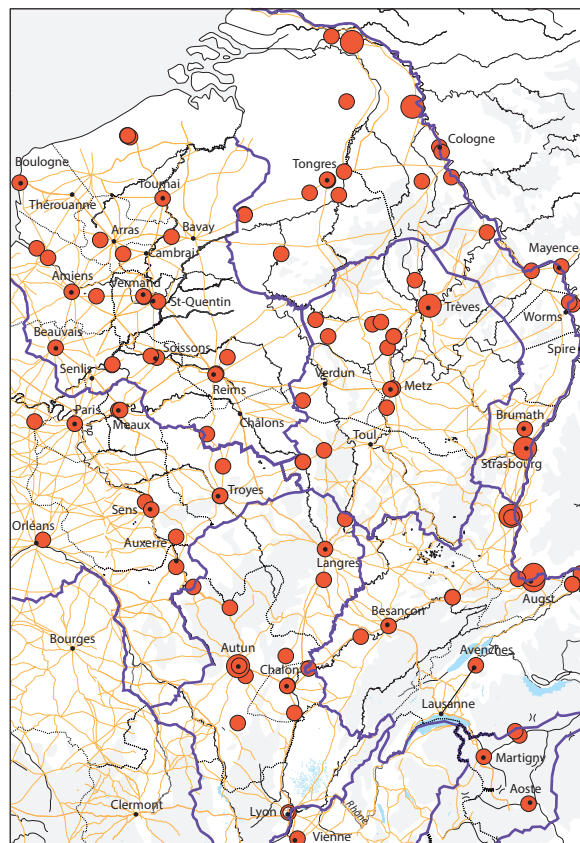 Cologne
Boulogne
Tongres
Tournai
Thérouanne
Arras
Bavay
Cambrai
Mayence
Amiens
Vermand
St-Quentin
Trèves
Worms
Beauvais
Soissons
Spire
Senlis
Reims
Verdun
Metz
Paris
Meaux
Châlons
Brumath
Toul
Strasbourg
Troyes
Sens
Orléans
Auxerre
Langres
Augst
Besançon
Bourges
Autun
Avenches
Chalon
Lausanne
Martigny
Aoste
Clermont
Lyon
Rhône
Vienne